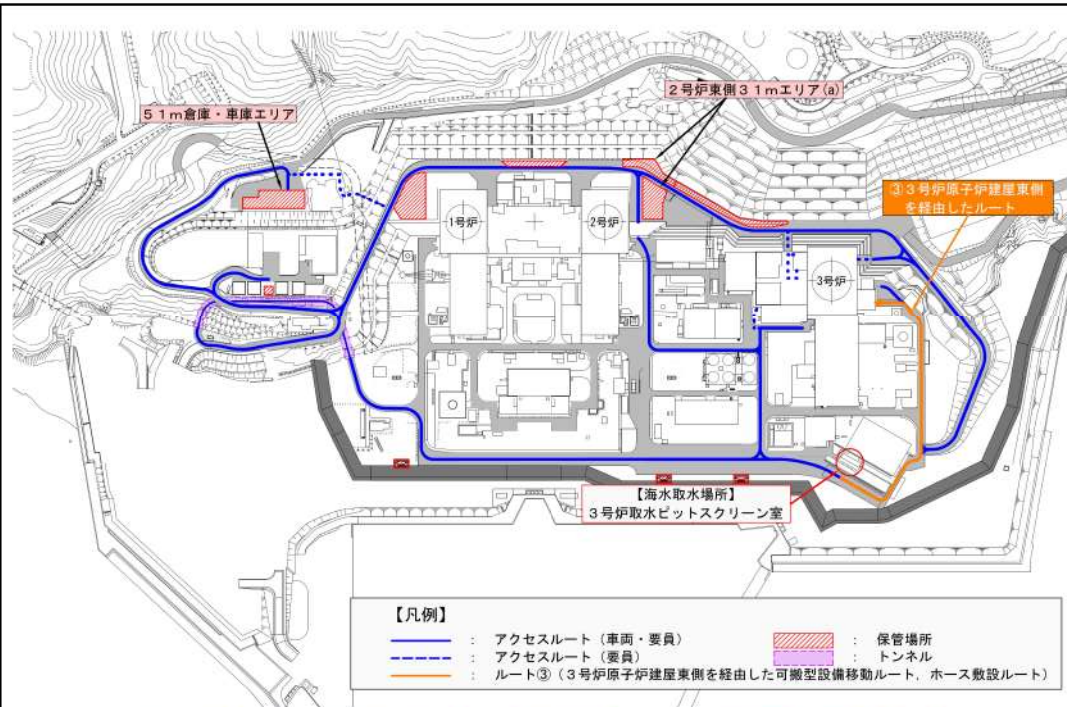 ２号炉東側３１ｍエリア(a)
５１ｍ倉庫・車庫エリア
③３号炉原子炉建屋東側
を経由したルート
1号炉
2号炉
3号炉
【海水取水場所】
３号炉取水ピットスクリーン室
【凡例】
： アクセスルート（車両・要員）
： 保管場所
： アクセスルート（要員）
： トンネル
： ルート③（３号炉原子炉建屋東側を経由した可搬型設備移動ルート，ホース敷設ルート）